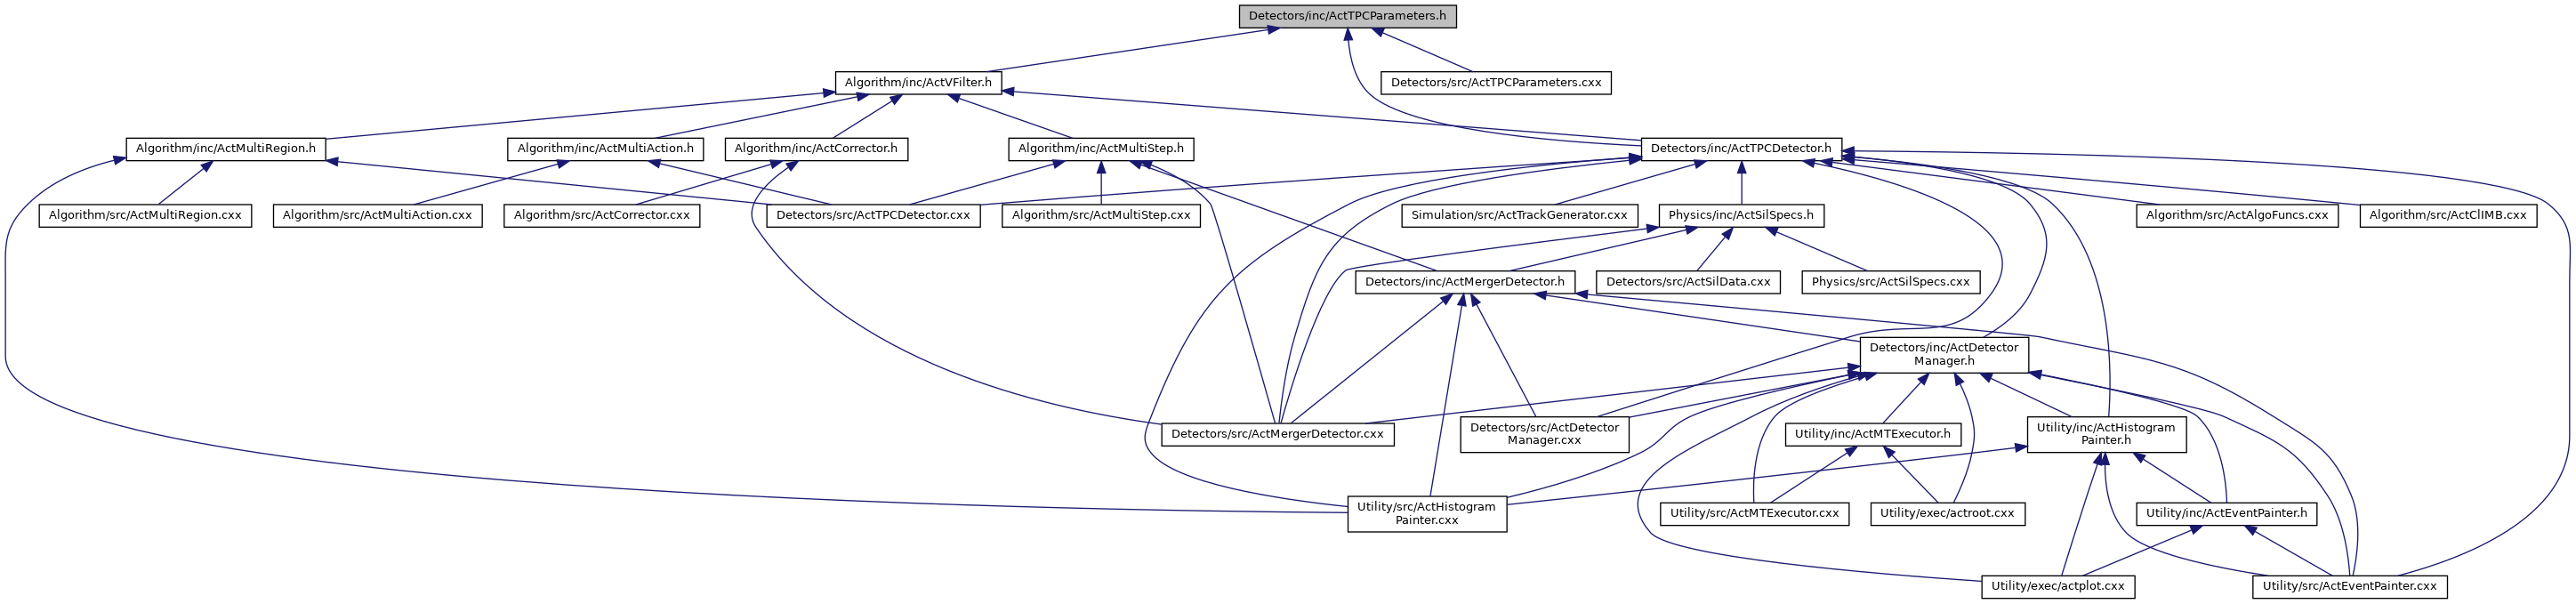 Detectors/inc/ActTPCParameters.h
Algorithm/inc/ActVFilter.h
Detectors/src/ActTPCParameters.cxx
Algorithm/inc/ActMultiRegion.h
Algorithm/inc/ActMultiAction.h
Algorithm/inc/ActCorrector.h
Algorithm/inc/ActMultiStep.h
Detectors/inc/ActTPCDetector.h
Algorithm/src/ActMultiRegion.cxx
Algorithm/src/ActMultiAction.cxx
Algorithm/src/ActCorrector.cxx
Detectors/src/ActTPCDetector.cxx
Algorithm/src/ActMultiStep.cxx
Simulation/src/ActTrackGenerator.cxx
Physics/inc/ActSilSpecs.h
Algorithm/src/ActAlgoFuncs.cxx
Algorithm/src/ActClIMB.cxx
Detectors/inc/ActMergerDetector.h
Detectors/src/ActSilData.cxx
Physics/src/ActSilSpecs.cxx
Detectors/inc/ActDetector
Manager.h
Detectors/src/ActMergerDetector.cxx
Detectors/src/ActDetector
Manager.cxx
Utility/inc/ActMTExecutor.h
Utility/inc/ActHistogram
Painter.h
Utility/src/ActHistogram
Painter.cxx
Utility/src/ActMTExecutor.cxx
Utility/exec/actroot.cxx
Utility/inc/ActEventPainter.h
Utility/exec/actplot.cxx
Utility/src/ActEventPainter.cxx